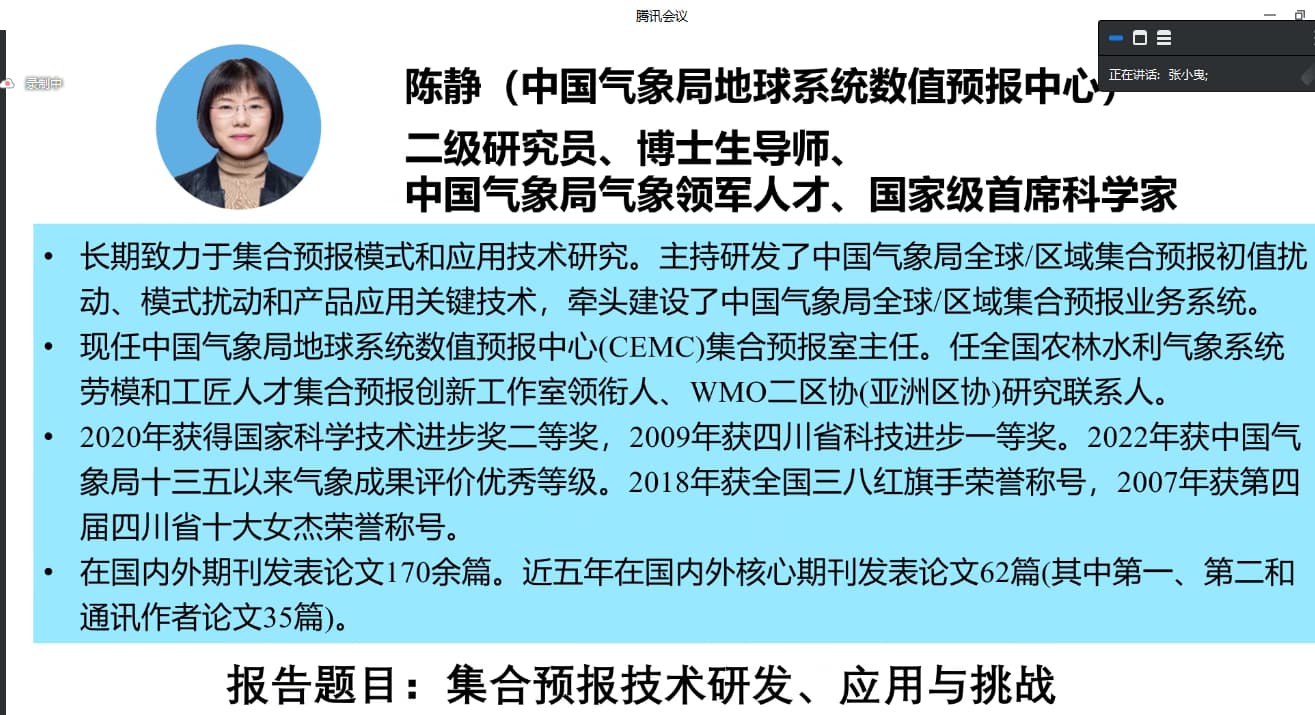 腾讯会议
录制中
正在讲话: 张小曳;
陈静（中国气象局地球系统数值预报中心）
二级研究员、博士生导师、
中国气象局气象领军人才、国家级首席科学家
• 长期致力于集合预报模式和应用技术研究。主持研发了中国气象局全球/区域集合预报初值扰
动、模式扰动和产品应用关键技术，牵头建设了中国气象局全球/区域集合预报业务系统。
• 现任中国气象局地球系统数值预报中心(CEMC)集合预报室主任。任全国农林水利气象系统
劳模和工匠人才集合预报创新工作室领衔人、WMO二区协(亚洲区协)研究联系人。
• 2020年获得国家科学技术进步奖二等奖，2009年获四川省科技进步一等奖。2022年获中国气
象局十三五以来气象成果评价优秀等级。2018年获全国三八红旗手荣誉称号，2007年获第四
届四川省十大女杰荣誉称号。
• 在国内外期刊发表论文170余篇。近五年在国内外核心期刊发表论文62篇(其中第一、第二和
通讯作者论文35篇)。
报告题目：集合预报技术研发、应用与挑战